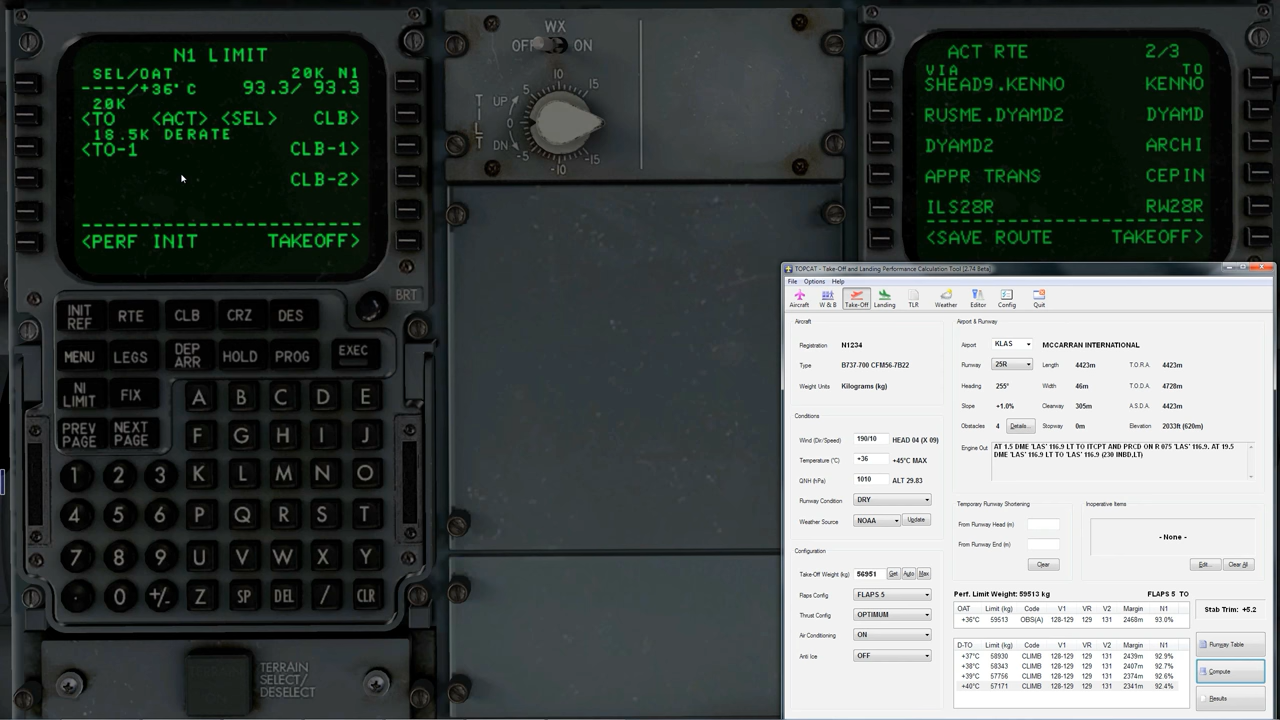 N1 LIMIT
SEL/OAT 20K N1
----/+36°C 93.3/ 93.3
20K
<TO <ACT> <SEL> CLB>
18.5K DERATE
<TO-1 CLB-1>
CLB-2>
<PERF INIT TAKEOFF>
BRT
INIT REF RTE CLB CRZ DES
MENU LEGS DEP ARR HOLD PROG EXEC
N1 LIMIT FIX A B C D E
PREV PAGE NEXT PAGE F G H I J
1 2 3 K L M N O
4 5 6 P Q R S T
7 8 9 U V W X Y
. 0 +/- Z SP DEL / CLR
TERRAIN
SELECT/
DESELECT
WX
OFF ON
10
5 15
UP
TILT 0
DN
-5 -15
-10
ACT RTE 2/3
VIA TO
SHEAD9.KENNO KENNO
RUSME.DYAMD2 DYAMD
DYAMD2 ARCHI
APPR TRANS CEPIN
ILS28R RW28R
<SAVE ROUTE TAKEOFF>
TOPCAT - Take-Off and Landing Performance Calculation Tool [2.74 Beta]
File Options Help
Aircraft W & B Take-Off Landing TLR Weather Editor Config Quit
Aircraft
Registration N1234
Type B737-700 CFM56-7B22
Weight Units Kilograms (kg)
Conditions
Wind (Dir/Speed) 190/10 HEAD 04 (X 09)
Temperature (°C) +36 +45°C MAX
QNH (hPa) 1010 ALT 29.83
Runway Condition DRY
Weather Source NOAA Update
Configuration
Take-Off Weight (kg) 56951 Get Auto Max
Flaps Config FLAPS 5
Thrust Config OPTIMUM
Air Conditioning ON
Anti Ice OFF
Airport & Runway
Airport KLAS MCCARRAN INTERNATIONAL
Runway 25R Length 4423m T.O.R.A. 4423m
Heading 255° Width 46m T.O.D.A. 4728m
Slope +1.0% Clearway 305m A.S.D.A. 4423m
Obstacles 4 Details... Stopway 0m Elevation 2033ft (620m)
Engine Out AT 1.5 DME 'LAS' 116.9 LT TO ITCPT AND PRCD ON R 075 'LAS' 116.9. AT 19.5
DME 'LAS' 116.9 LT TO 'LAS' 116.9 (230 INBD,LT)
Temporary Runway Shortening
From Runway Head (m)
From Runway End (m)
Clear
Inoperative Items
- None -
Edit... Clear All
Perf. Limit Weight: 59513 kg FLAPS 5 TO
OAT Limit (kg) Code V1 VR V2 Margin N1
+36°C 59513 OBS(A) 128-129 129 131 2468m 93.0%
D-TO Limit (kg) Code V1 VR V2 Margin N1
+37°C 58930 CLIMB 128-129 129 131 2439m 92.9%
+38°C 58343 CLIMB 128-129 129 131 2407m 92.7%
+39°C 57756 CLIMB 128-129 129 131 2374m 92.6%
+40°C 57171 CLIMB 128-129 129 131 2341m 92.4%
Stab Trim: +5.2
Runway Table
Compute
Results